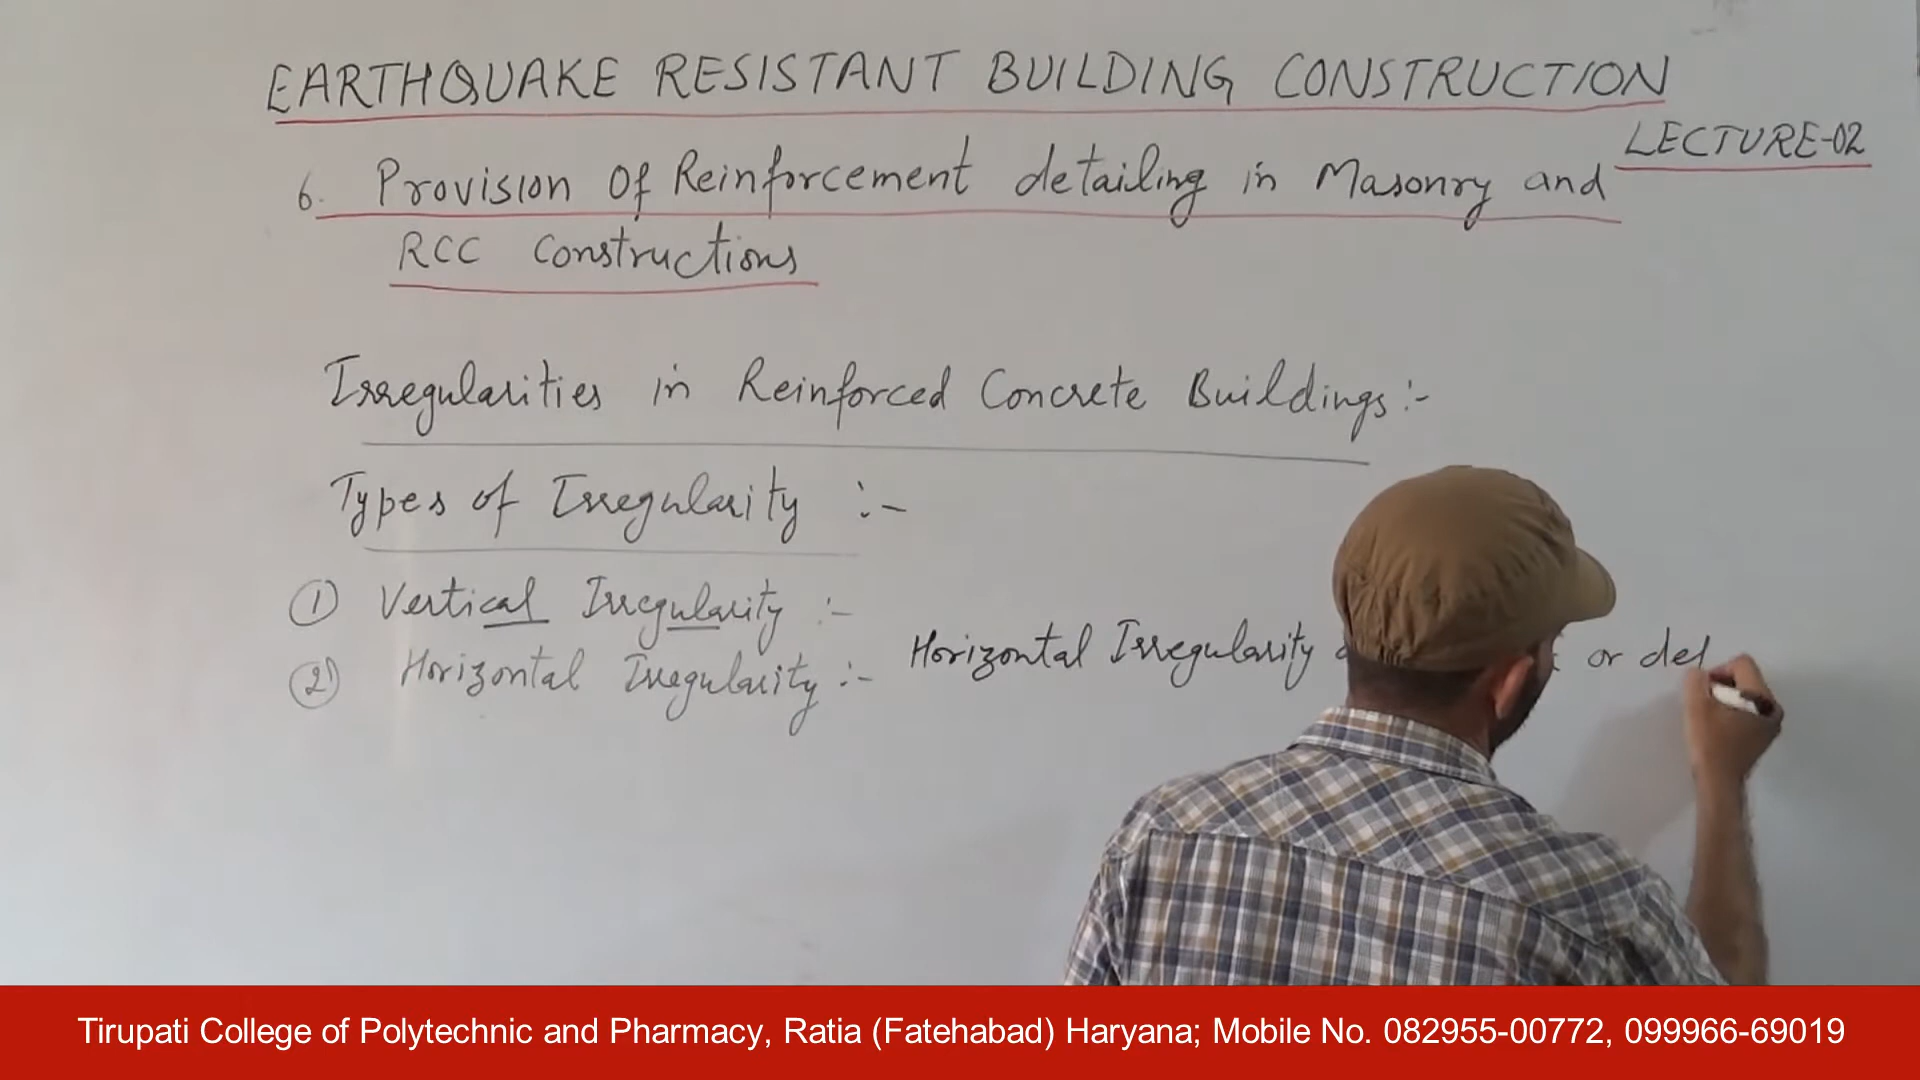 EARTHQUAKE RESISTANT BUILDING CONSTRUCTION
LECTURE-02
6. Provision Of Reinforcement detailing in Masonry and
RCC Constructions
Irregularities in Reinforced Concrete Buildings :-
Types of Irregularity :-
① Vertical Irregularity :-
② Horizontal Irregularity :- Horizontal Irregularity or def
Tirupati College of Polytechnic and Pharmacy, Ratia (Fatehabad) Haryana; Mobile No. 082955-00772, 099966-69019